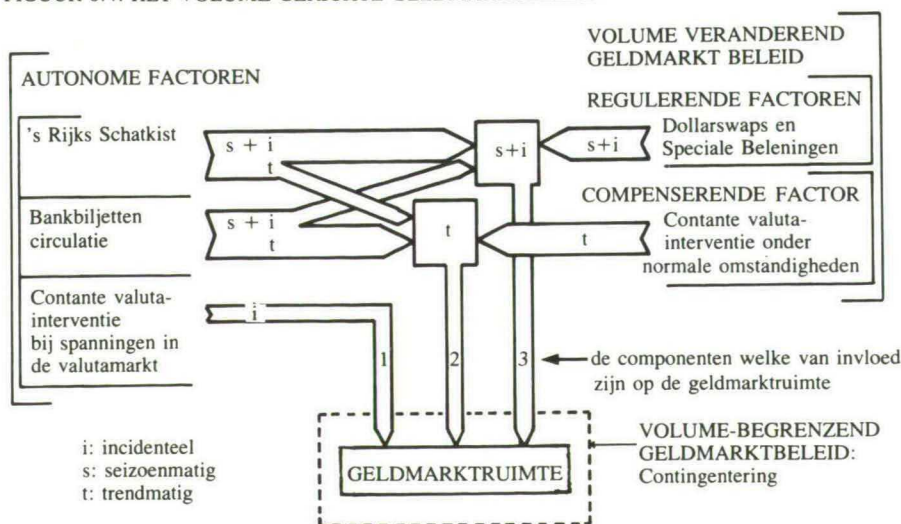 VOLUME VERANDEREND
GELDMARKT BELEID
AUTONOME FACTOREN
REGULERENDE FACTOREN
's Rijks Schatkist
s + i
t
s+i
s+i
Dollarswaps en
Speciale Beleningen
COMPENSERENDE FACTOR
Bankbiljetten
circulatie
s + i
t
t
t
Contante valuta-
interventie onder
normale omstandigheden
Contante valuta-
interventie
bij spanningen in
de valutamarkt
i
1
2
3
de componenten welke van invloed
zijn op de geldmarktruimte
i: incidenteel
s: seizoenmatig
t: trendmatig
GELDMARKTRUIMTE
VOLUME-BEGRENZEND
GELDMARKTBELEID:
Contingentering